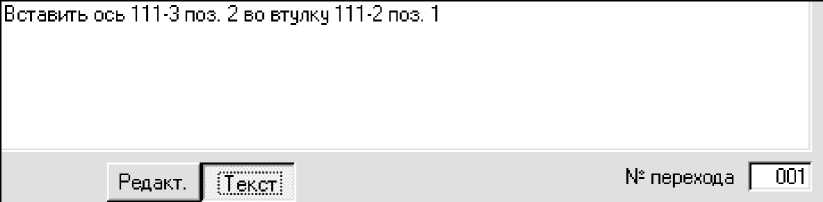 Вставить ось 111-3 поз. 2 во втулку 111-2 поз. 1
Редакт. Текст № перехода 001